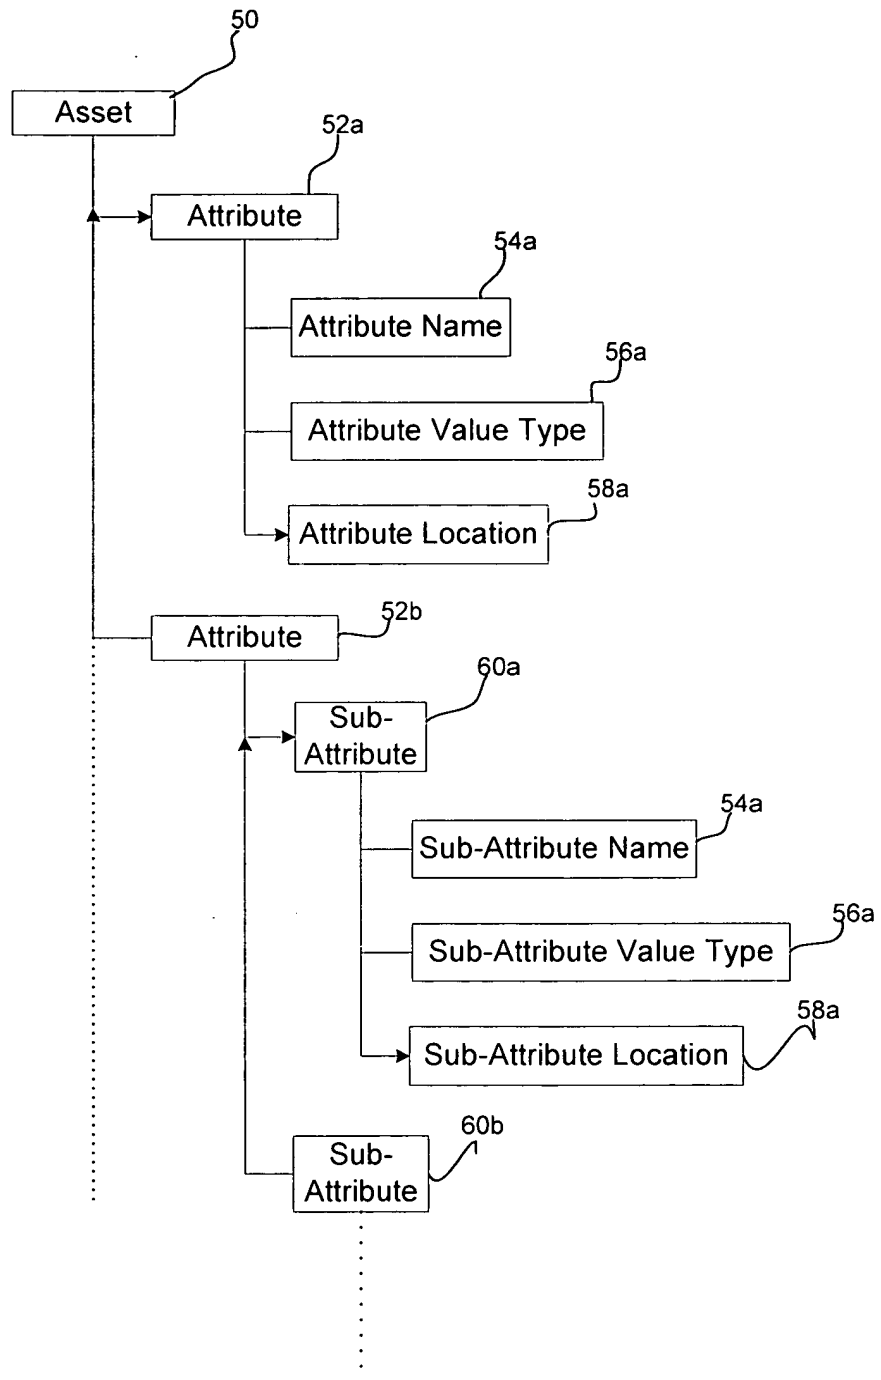 50
Asset
52a
Attribute
54a
Attribute Name
56a
Attribute Value Type
58a
Attribute Location
52b
Attribute
60a
Sub-
Attribute
54a
Sub-Attribute Name
56a
Sub-Attribute Value Type
58a
Sub-Attribute Location
60b
Sub-
Attribute